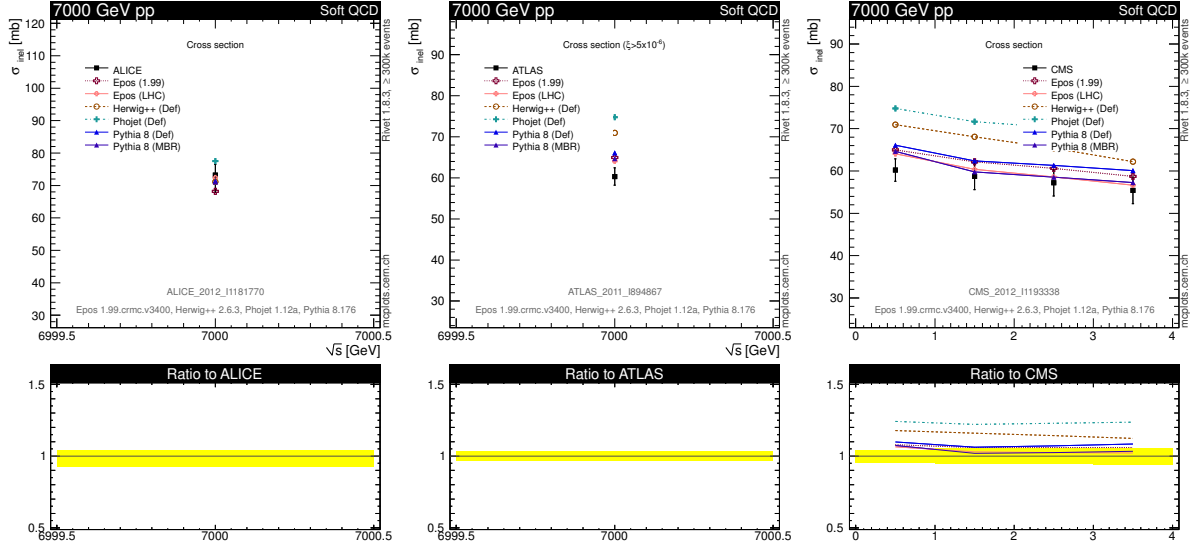 7000 GeV pp Soft QCD
σ inel [mb]
Cross section
ALICE
Epos (1.99)
Epos (LHC)
Herwig++ (Def)
Phojet (Def)
Pythia 8 (Def)
Pythia 8 (MBR)
120
110
100
90
80
70
60
50
40
30
ALICE_2012_I1181770
Epos 1.99.crmc.v3400, Herwig++ 2.6.3, Phojet 1.12a, Pythia 8.176
6999.5 7000 7000.5
√s [GeV]
Rivet 1.8.3, ≥ 300k events
mcplots.cern.ch
Ratio to ALICE
1.5
1
0.5
6999.5 7000 7000.5
7000 GeV pp Soft QCD
σ inel [mb]
Cross section (ξ>5x10⁻⁶)
ATLAS
Epos (1.99)
Epos (LHC)
Herwig++ (Def)
Phojet (Def)
Pythia 8 (Def)
Pythia 8 (MBR)
90
80
70
60
50
40
30
ATLAS_2011_I894867
Epos 1.99.crmc.v3400, Herwig++ 2.6.3, Phojet 1.12a, Pythia 8.176
6999.5 7000 7000.5
√s [GeV]
Rivet 1.8.3, ≥ 300k events
mcplots.cern.ch
Ratio to ATLAS
1.5
1
0.5
6999.5 7000 7000.5
7000 GeV pp Soft QCD
σ inel [mb]
Cross section
CMS
Epos (1.99)
Epos (LHC)
Herwig++ (Def)
Phojet (Def)
Pythia 8 (Def)
Pythia 8 (MBR)
90
80
70
60
50
40
30
CMS_2012_I1193338
Epos 1.99.crmc.v3400, Herwig++ 2.6.3, Phojet 1.12a, Pythia 8.176
0 1 2 3 4
Rivet 1.8.3, ≥ 300k events
mcplots.cern.ch
Ratio to CMS
1.5
1
0.5
0 1 2 3 4